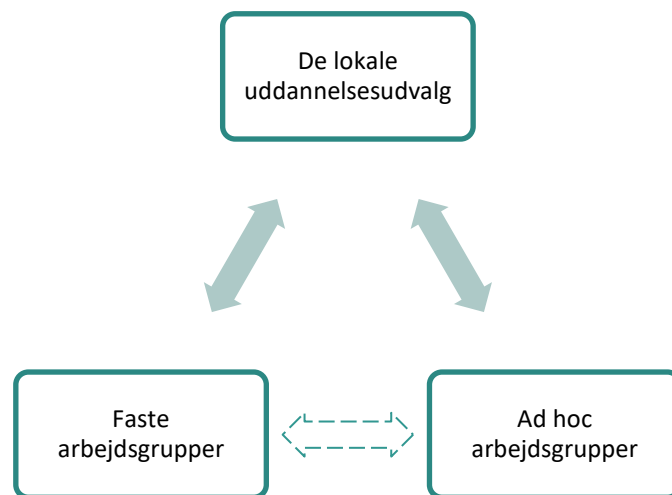 De lokale
uddannelsesudvalg
Faste
arbejdsgrupper
Ad hoc
arbejdsgrupper